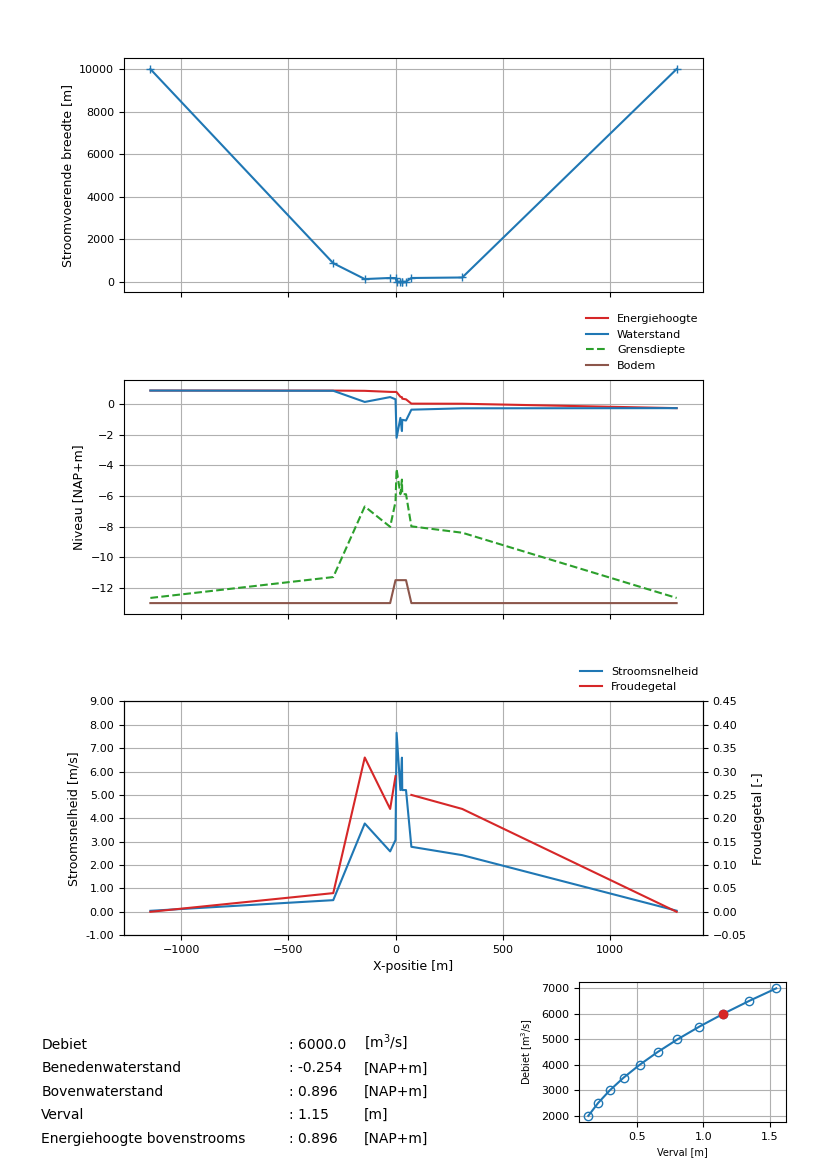 10000
8000
6000
4000
2000
0
Stroomvoerende breedte [m]
Energiehoogte
Waterstand
Grensdiepte
Bodem
0
−2
−4
−6
−8
−10
−12
Niveau [NAP+m]
Stroomsnelheid
Froudegetal
9.00
8.00
7.00
6.00
5.00
4.00
3.00
2.00
1.00
0.00
-1.00
Stroomsnelheid [m/s]
0.45
0.40
0.35
0.30
0.25
0.20
0.15
0.10
0.05
0.00
−0.05
Froudegetal [-]
−1000 −500 0 500 1000
X-positie [m]
7000
6000
5000
4000
3000
2000
Debiet [m³/s]
0.5 1.0 1.5
Verval [m]
Debiet : 6000.0 [m³/s]
Benedenwaterstand : -0.254 [NAP+m]
Bovenwaterstand : 0.896 [NAP+m]
Verval : 1.15 [m]
Energiehoogte bovenstrooms : 0.896 [NAP+m]